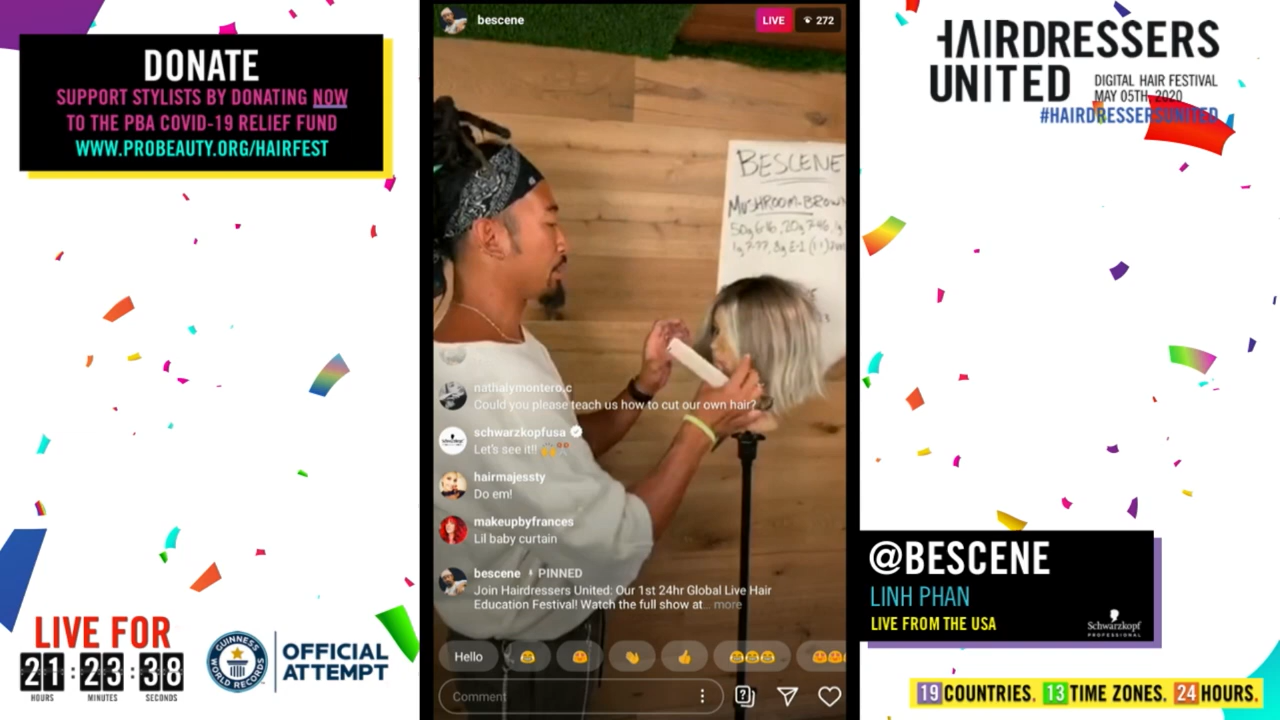 DONATE
SUPPORT STYLISTS BY DONATING NOW
TO THE PBA COVID-19 RELIEF FUND
WWW.PROBEAUTY.ORG/HAIRFEST
LIVE FOR
21:23:38
HOURS MINUTES SECONDS
GUINNESS WORLD RECORDS
OFFICIAL
ATTEMPT
bescene
LIVE
272
BESCENE
MUSHROOM-BROWN
nathalymontero.c
Could you please teach us how to cut our own hair?
schwarzkopfusa
Let's see it!!
hairmajessty
Do em!
makeupbyfrances
Lil baby curtain
bescene PINNED
Join Hairdressers United: Our 1st 24hr Global Live Hair
Education Festival! Watch the full show at... more
Hello
Comment
HAIRDRESSERS
UNITED
DIGITAL HAIR FESTIVAL
MAY 05TH, 2020
#HAIRDRESSERSUNITED
@BESCENE
LINH PHAN
LIVE FROM THE USA
Schwarzkopf
PROFESSIONAL
19 COUNTRIES. 13 TIME ZONES. 24 HOURS.